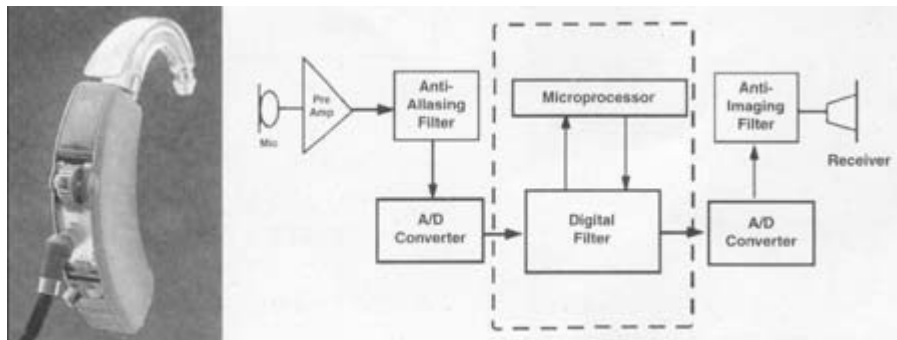 Mic
Pre
Amp
Anti-
Allasing
Filter
A/D
Converter
Microprocessor
Digital
Filter
A/D
Converter
Anti-
Imaging
Filter
Receiver